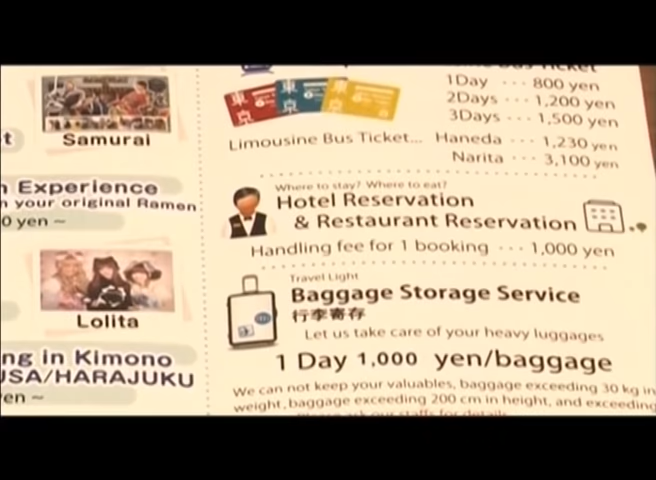 東京
東京
東京
1Day ··· 800 yen
2Days ··· 1,200 yen
3Days ··· 1,500 yen
Limousine Bus Ticket... Haneda ··· 1,230 yen
Narita ··· 3,100 yen
Samurai
Experience
your original Ramen
0 yen ~
Lolita
in Kimono
USA/HARAJUKU
yen ~
Where to stay? Where to eat?
Hotel Reservation
& Restaurant Reservation
Handling fee for 1 booking ··· 1,000 yen
Travel Light
Baggage Storage Service
行李寄存
Let us take care of your heavy luggages
1 Day 1,000 yen/baggage
We can not keep your valuables, baggage exceeding 30 kg in
weight, baggage exceeding 200 cm in height, and exceeding